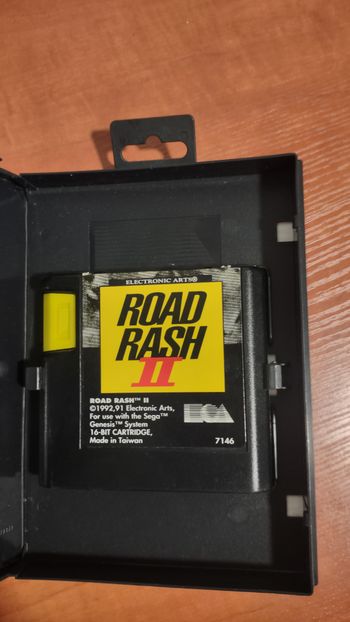 ELECTRONIC ARTS®
ROAD
RASH
II
ROAD RASH™ II
©1992,91 Electronic Arts,
For use with the Sega™
Genesis™ System
16-BIT CARTRIDGE,
Made in Taiwan
7146